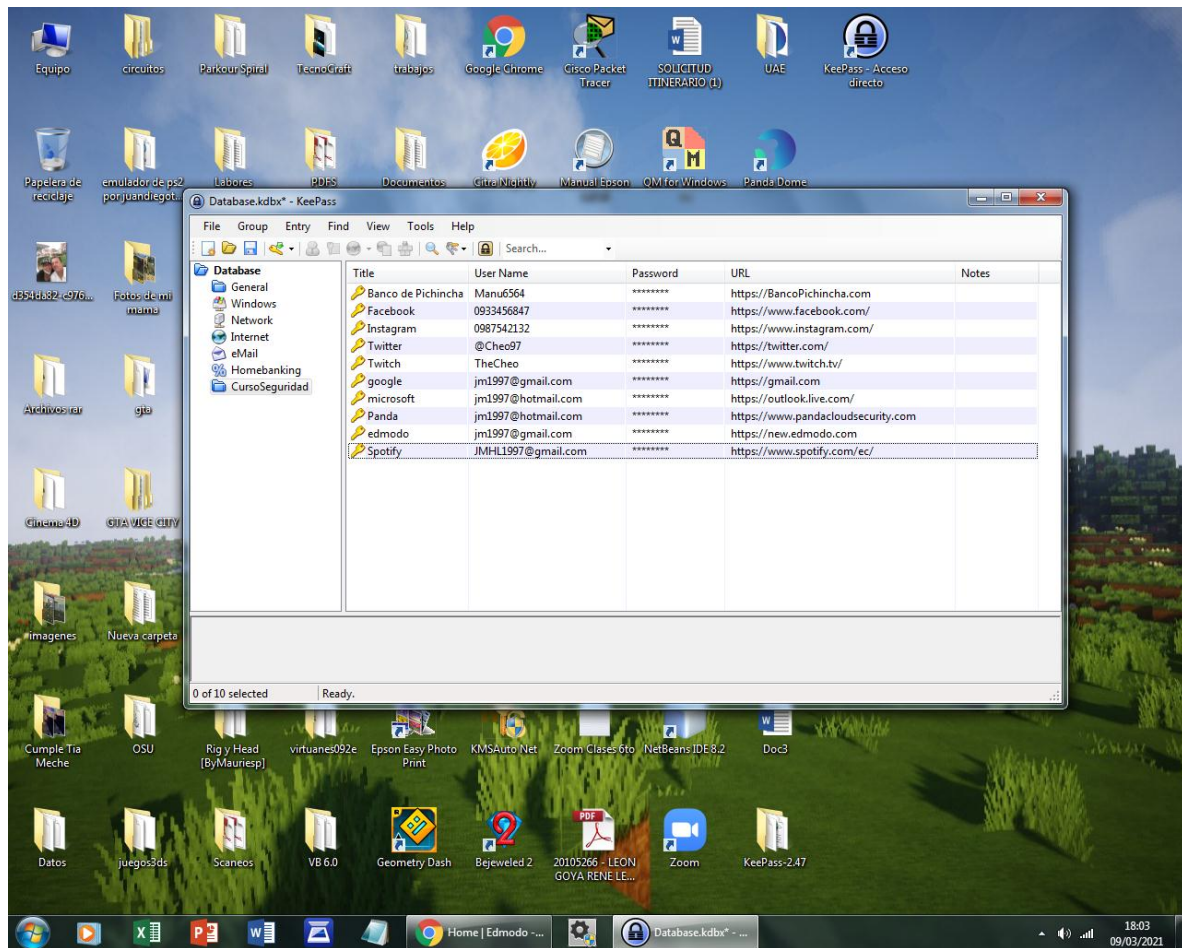 Equipo
circuitos
Parkour Spiral
TecnoCraft
trabajos
Google Chrome
Cisco Packet
Tracer
SOLICITUD
ITINERARIO (1)
UAE
KeePass - Acceso
directo
Papelera de
reciclaje
emulador de ps2
por juandiegot...
Labores
PDFS
Documentos
Citra Nightly
Manual Epson
QM for Windows
Panda Dome
d354da82-c976...
Fotos de mi
mama
Archivos rar
gta
Cinema 4D
GTA VICE CITY
imagenes
Nueva carpeta
Database.kdbx* - KeePass
File Group Entry Find View Tools Help
Search...
Database
General
Windows
Network
Internet
eMail
Homebanking
CursoSeguridad
Title User Name Password URL Notes
Banco de Pichincha Manu6564 ******** https://BancoPichincha.com
Facebook 0933456847 ******** https://www.facebook.com/
Instagram 0987542132 ******** https://www.instagram.com/
Twitter @Cheo97 ******** https://twitter.com/
Twitch TheCheo ******** https://www.twitch.tv/
google jm1997@gmail.com ******** https://gmail.com
microsoft jm1997@hotmail.com ******** https://outlook.live.com/
Panda jm1997@hotmail.com ******** https://www.pandacloudsecurity.com
edmodo jm1997@gmail.com ******** https://new.edmodo.com
Spotify JMHL1997@gmail.com ******** https://www.spotify.com/ec/
0 of 10 selected Ready.
Cumple Tia
Meche
OSU
Rig y Head
[ByMauriesp]
virtuanes092e
Epson Easy Photo
Print
KMSAuto Net
Zoom Clases 6to
NetBeans IDE 8.2
Doc3
Datos
juegos3ds
Scaneos
VB 6.0
Geometry Dash
Bejeweled 2
PDF
20105266 - LEON
GOYA RENE LE...
Zoom
KeePass-2.47
Home | Edmodo -...
Database.kdbx* - ...
18:03
09/03/2021